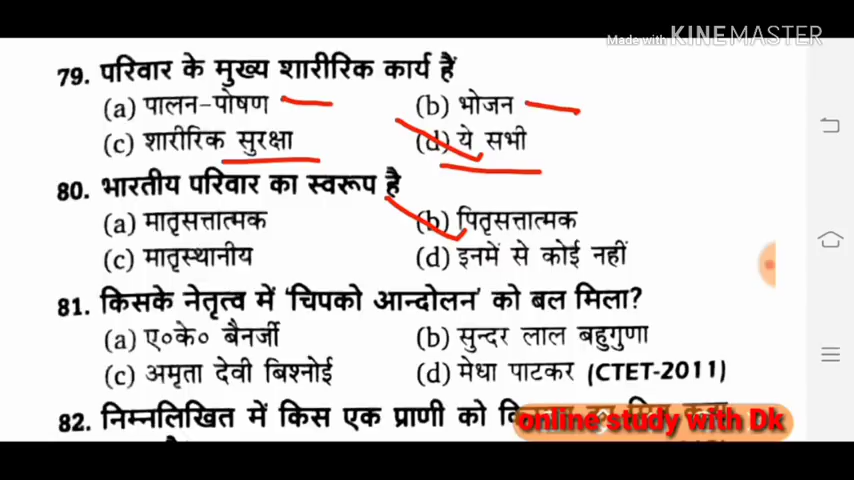 Made with KINEMASTER
79. परिवार के मुख्य शारीरिक कार्य हैं
(a) पालन-पोषण (b) भोजन
(c) शारीरिक सुरक्षा (d) ये सभी
80. भारतीय परिवार का स्वरूप है
(a) मातृसत्तात्मक (b) पितृसत्तात्मक
(c) मातृस्थानीय (d) इनमें से कोई नहीं
81. किसके नेतृत्व में ‘चिपको आन्दोलन’ को बल मिला?
(a) ए०के० बैनर्जी (b) सुन्दर लाल बहुगुणा
(c) अमृता देवी बिश्नोई (d) मेधा पाटकर (CTET-2011)
82. निम्नलिखित में किस एक प्राणी को
online study with Dk